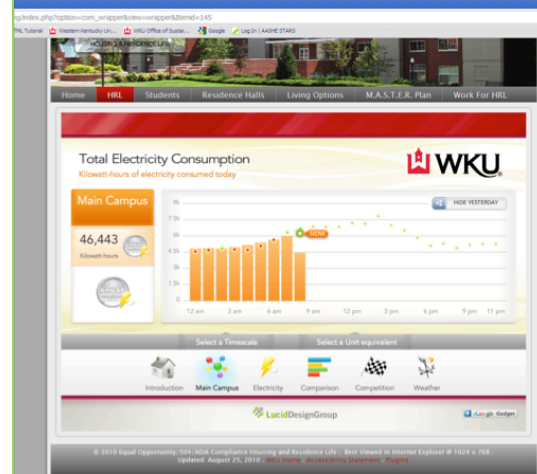 ng/index.php?option=com_wrapper&view=wrapper&Itemid=145
TML Tutorial Western Kentucky Un... WKU Office of Sustai... Google Log In | AASHE STARS
HOUSING & RESIDENCE LIFE
Home HRL Students Residence Halls Living Options M.A.S.T.E.R. Plan Work For HRL
Total Electricity Consumption
Kilowatt-hours of electricity consumed today
WKU
Main Campus
46,443
Kilowatt-hours
HIDE YESTERDAY
9k
7.5k
6k
4.5k
3k
1.5k
0
NOW
12 am 3 am 6 am 9 am 12 pm 3 pm 6 pm 9 pm 11 pm
Select a Timescale Select a Unit equivalent
Introduction Main Campus Electricity Comparison Competition Weather
LucidDesignGroup
Google Gadget
© 2010 Equal Opportunity/504/ADA Compliance Housing and Residence Life . Best Viewed in Internet Explorer @ 1024 x 768 .
Updated: August 25, 2010 . WKU Home . Accessibility Statement . Plugins